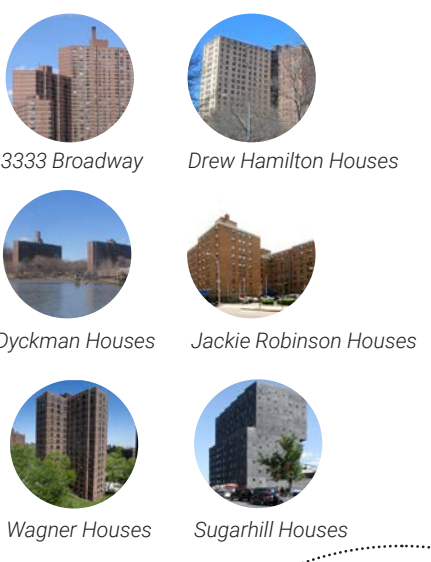 3333 Broadway
Drew Hamilton Houses
Dyckman Houses
Jackie Robinson Houses
Wagner Houses
Sugarhill Houses